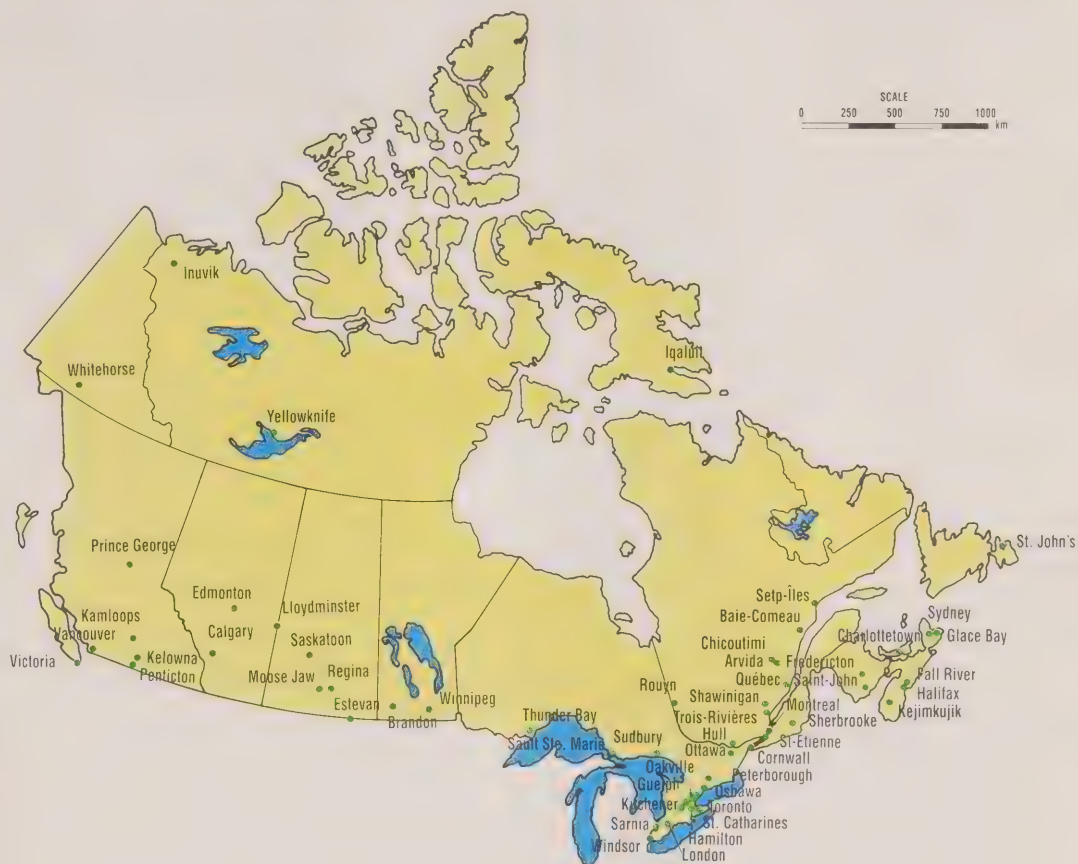 SCALE
0 250 500 750 1000
km
Inuvik
Whitehorse
Iqaluit
Yellowknife
Prince George
St. John's
Edmonton
Lloydminster
Setp-Îles
Baie-Comeau
Sydney
Kamloops
Vancouver
Calgary
Saskatoon
Chicoutimi
Charlottetown
Glace Bay
Victoria
Kelowna
Penticton
Moose Jaw
Regina
Arvida
Fredericton
Québec
Saint-John
Fall River
Rouyn
Shawinigan
Halifax
Estevan
Winnipeg
Brandon
Montreal
Kejimkujik
Thunder Bay
Trois-Rivières
Sherbrooke
Sault Ste. Marie
Sudbury
Hull
Ottawa
St-Etienne
Cornwall
Oakville
Peterborough
Guelph
Oshawa
Kitchener
Toronto
Sarnia
St. Catharines
Windsor
Hamilton
London